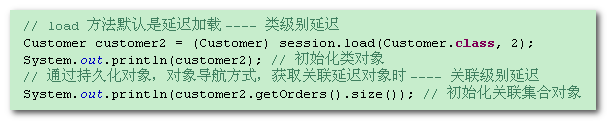 // load 方法默认是延迟加载 ---- 类级别延迟
Customer customer2 = (Customer) session.load(Customer.class, 2);
System.out.println(customer2); // 初始化类对象
// 通过持久化对象，对象导航方式，获取关联延迟对象时 ---- 关联级别延迟
System.out.println(customer2.getOrders().size()); // 初始化关联集合对象